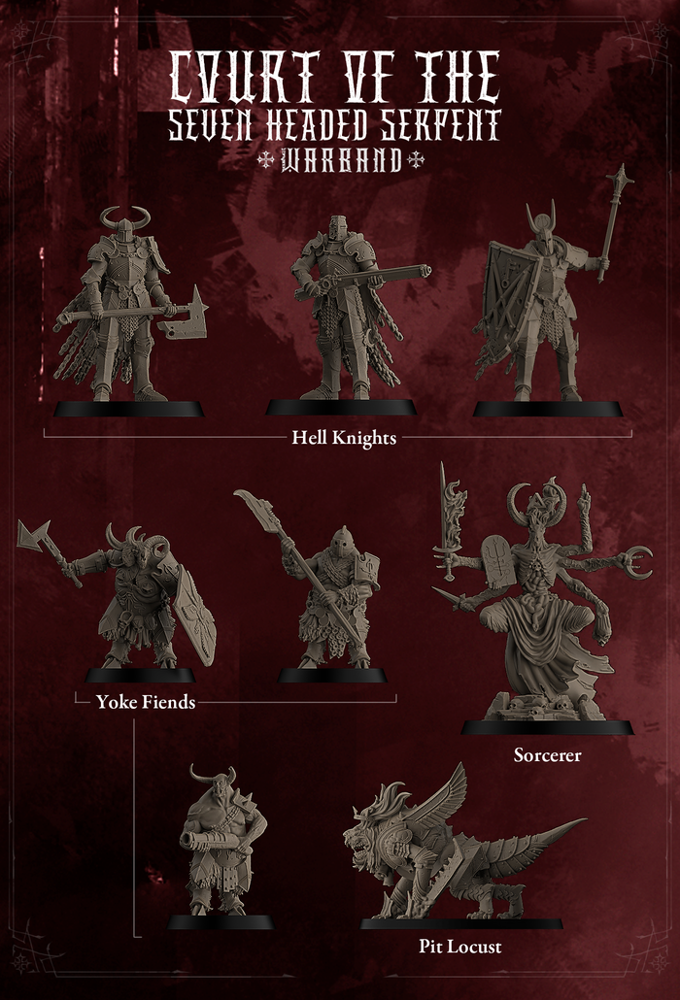 COURT OF THE
SEVEN HEADED SERPENT
WARBAND
Hell Knights
Yoke Fiends
Sorcerer
Pit Locust